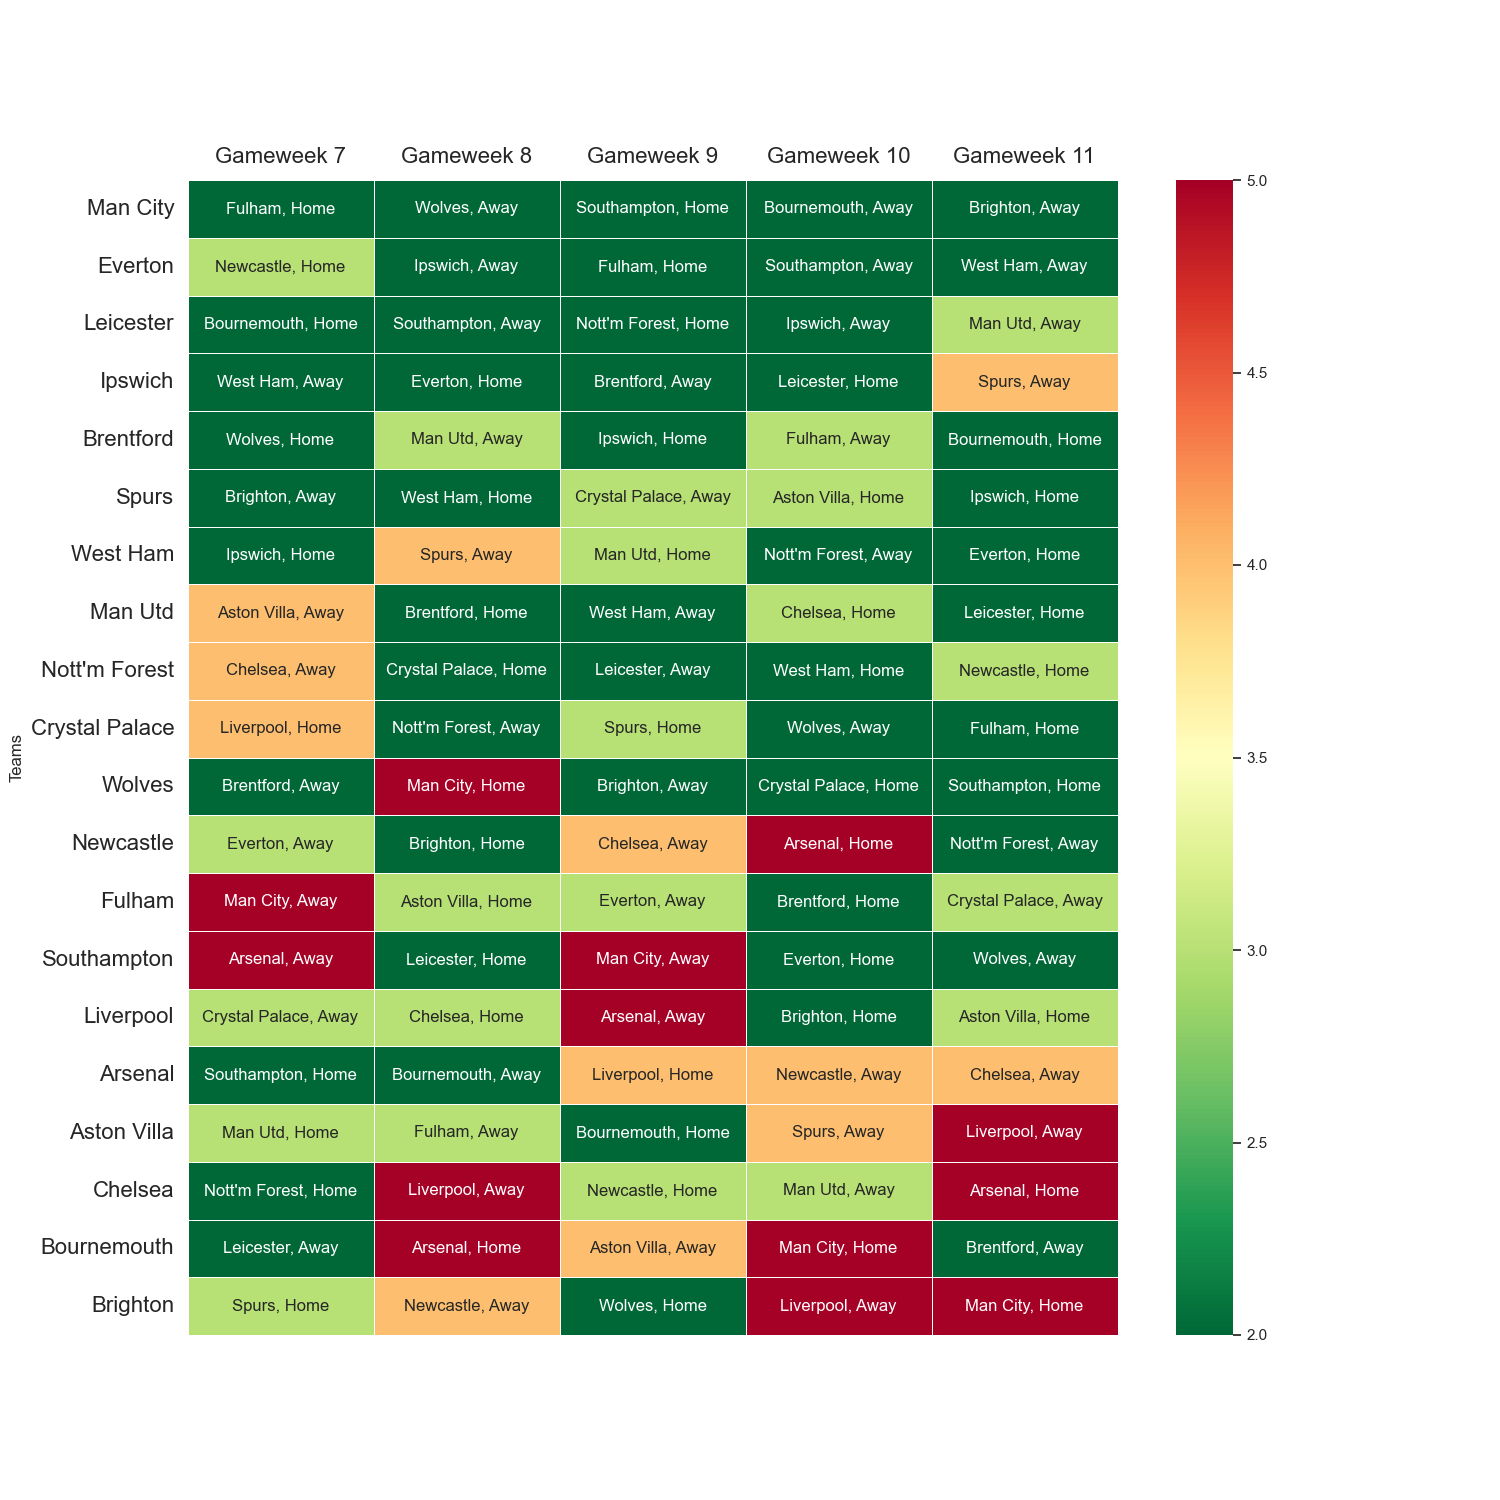 Gameweek 7 Gameweek 8 Gameweek 9 Gameweek 10 Gameweek 11
Man City Fulham, Home Wolves, Away Southampton, Home Bournemouth, Away Brighton, Away
Everton Newcastle, Home Ipswich, Away Fulham, Home Southampton, Away West Ham, Away
Leicester Bournemouth, Home Southampton, Away Nott'm Forest, Home Ipswich, Away Man Utd, Away
Ipswich West Ham, Away Everton, Home Brentford, Away Leicester, Home Spurs, Away
Brentford Wolves, Home Man Utd, Away Ipswich, Home Fulham, Away Bournemouth, Home
Spurs Brighton, Away West Ham, Home Crystal Palace, Away Aston Villa, Home Ipswich, Home
West Ham Ipswich, Home Spurs, Away Man Utd, Home Nott'm Forest, Away Everton, Home
Man Utd Aston Villa, Away Brentford, Home West Ham, Away Chelsea, Home Leicester, Home
Nott'm Forest Chelsea, Away Crystal Palace, Home Leicester, Away West Ham, Home Newcastle, Home
Crystal Palace Liverpool, Home Nott'm Forest, Away Spurs, Home Wolves, Away Fulham, Home
Wolves Brentford, Away Man City, Home Brighton, Away Crystal Palace, Home Southampton, Home
Newcastle Everton, Away Brighton, Home Chelsea, Away Arsenal, Home Nott'm Forest, Away
Fulham Man City, Away Aston Villa, Home Everton, Away Brentford, Home Crystal Palace, Away
Southampton Arsenal, Away Leicester, Home Man City, Away Everton, Home Wolves, Away
Liverpool Crystal Palace, Away Chelsea, Home Arsenal, Away Brighton, Home Aston Villa, Home
Arsenal Southampton, Home Bournemouth, Away Liverpool, Home Newcastle, Away Chelsea, Away
Aston Villa Man Utd, Home Fulham, Away Bournemouth, Home Spurs, Away Liverpool, Away
Chelsea Nott'm Forest, Home Liverpool, Away Newcastle, Home Man Utd, Away Arsenal, Home
Bournemouth Leicester, Away Arsenal, Home Aston Villa, Away Man City, Home Brentford, Away
Brighton Spurs, Home Newcastle, Away Wolves, Home Liverpool, Away Man City, Home
Teams
5.0
4.5
4.0
3.5
3.0
2.5
2.0